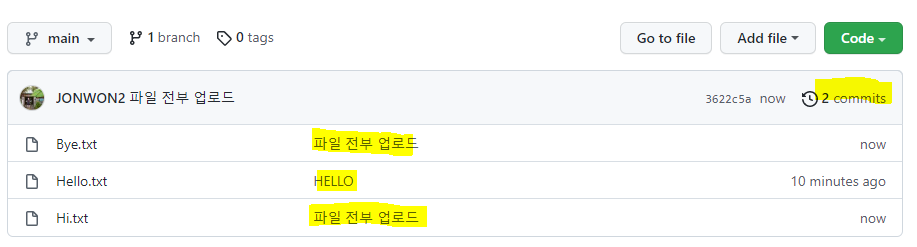 main 1 branch 0 tags Go to file Add file Code
JONWON2 파일 전부 업로드 3622c5a now 2 commits
Bye.txt 파일 전부 업로드 now
Hello.txt HELLO 10 minutes ago
Hi.txt 파일 전부 업로드 now